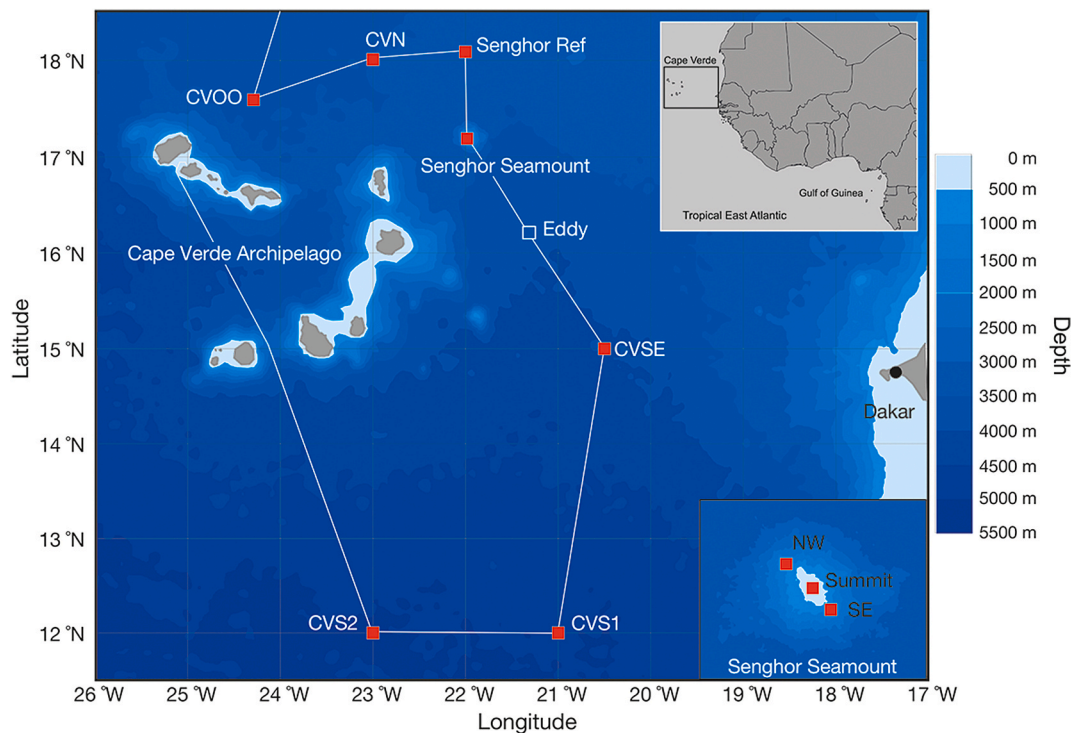 18°N
17°N
16°N
15°N
14°N
13°N
12°N
Latitude
26°W
25°W
24°W
23°W
22°W
21°W
20°W
19°W
18°W
17°W
Longitude
CVOO
CVN
Senghor Ref
Senghor Seamount
Eddy
Cape Verde Archipelago
CVSE
Dakar
CVS2
CVS1
Cape Verde
Gulf of Guinea
Tropical East Atlantic
NW
Summit
SE
Senghor Seamount
0 m
500 m
1000 m
1500 m
2000 m
2500 m
3000 m
3500 m
4000 m
4500 m
5000 m
5500 m
Depth